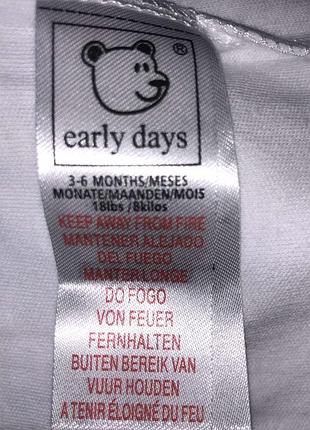 ®
early days
3-6 MONTHS/MESES
MONATE/MAANDEN/MOIS
18lbs /8kilos
KEEP AWAY FROM FIRE
MANTENER ALEJADO
DEL FUEGO
MANTER LONGE
DO FOGO
VON FEUER
FERNHALTEN
BUITEN BEREIK VAN
VUUR HOUDEN
A TENIR ÉLOIGNÉ DU FEU